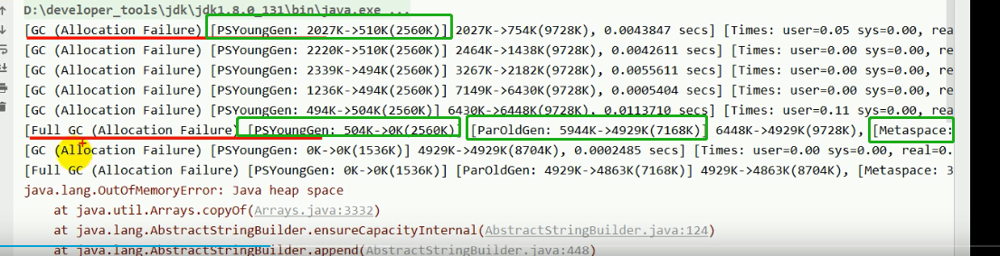 D:\developer_tools\jdk\jdk1.8.0_131\bin\java.exe ...
[GC (Allocation Failure) [PSYoungGen: 2027K->510K(2560K)] 2027K->754K(9728K), 0.0043847 secs] [Times: user=0.05 sys=0.00, rea
[GC (Allocation Failure) [PSYoungGen: 2220K->510K(2560K)] 2464K->1438K(9728K), 0.0042611 secs] [Times: user=0.00 sys=0.00, re
[GC (Allocation Failure) [PSYoungGen: 2339K->494K(2560K)] 3267K->2182K(9728K), 0.0055611 secs] [Times: user=0.00 sys=0.00, re
[GC (Allocation Failure) [PSYoungGen: 1236K->494K(2560K)] 7149K->6430K(9728K), 0.0005404 secs] [Times: user=0.00 sys=0.00, re
[GC (Allocation Failure) [PSYoungGen: 494K->504K(2560K)] 6430K->6448K(9728K), 0.0113710 secs] [Times: user=0.11 sys=0.00, rea
[Full GC (Allocation Failure) [PSYoungGen: 504K->0K(2560K)] [ParOldGen: 5944K->4929K(7168K)] 6448K->4929K(9728K), [Metaspace:
[GC (Allocation Failure) [PSYoungGen: 0K->0K(1536K)] 4929K->4929K(8704K), 0.0002485 secs] [Times: user=0.00 sys=0.00, real=0.0
[Full GC (Allocation Failure) [PSYoungGen: 0K->0K(1536K)] [ParOldGen: 4929K->4863K(7168K)] 4929K->4863K(8704K), [Metaspace: 3
java.lang.OutOfMemoryError: Java heap space
at java.util.Arrays.copyOf(Arrays.java:3332)
at java.lang.AbstractStringBuilder.ensureCapacityInternal(AbstractStringBuilder.java:124)
at java.lang.AbstractStringBuilder.append(AbstractStringBuilder.java:448)